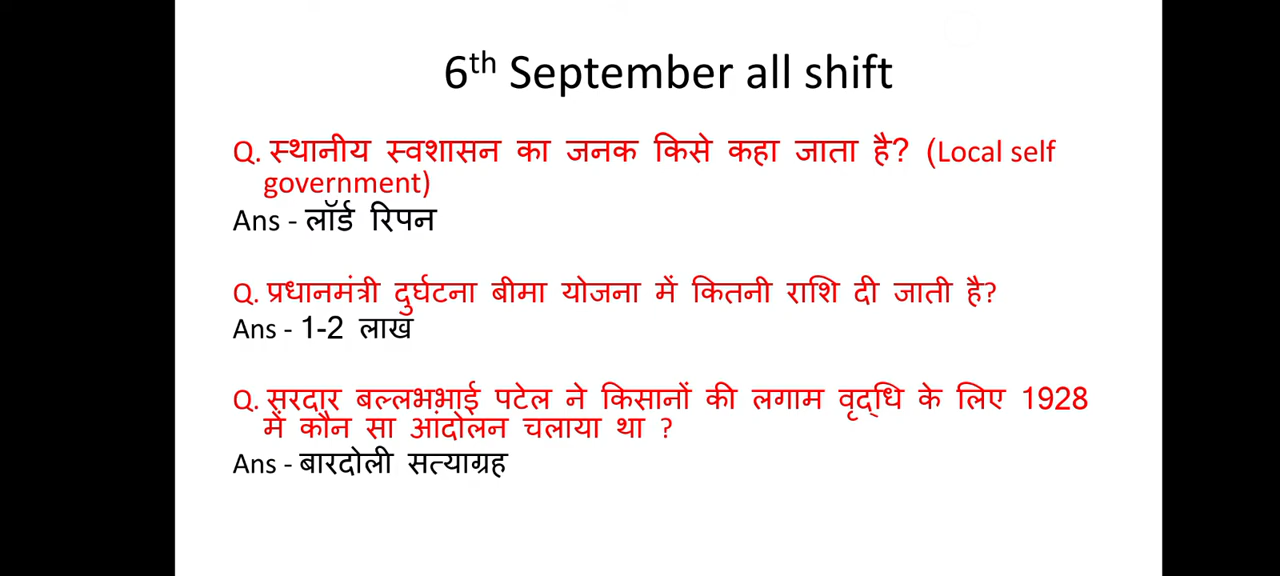 6th September all shift
Q. स्थानीय स्वशासन का जनक किसे कहा जाता है? (Local self
government)
Ans - लॉर्ड रिपन
Q. प्रधानमंत्री दुर्घटना बीमा योजना में कितनी राशि दी जाती है?
Ans - 1-2 लाख
Q. सरदार बल्लभभाई पटेल ने किसानों की लगाम वृद्धि के लिए 1928
में कौन सा आंदोलन चलाया था ?
Ans - बारदोली सत्याग्रह